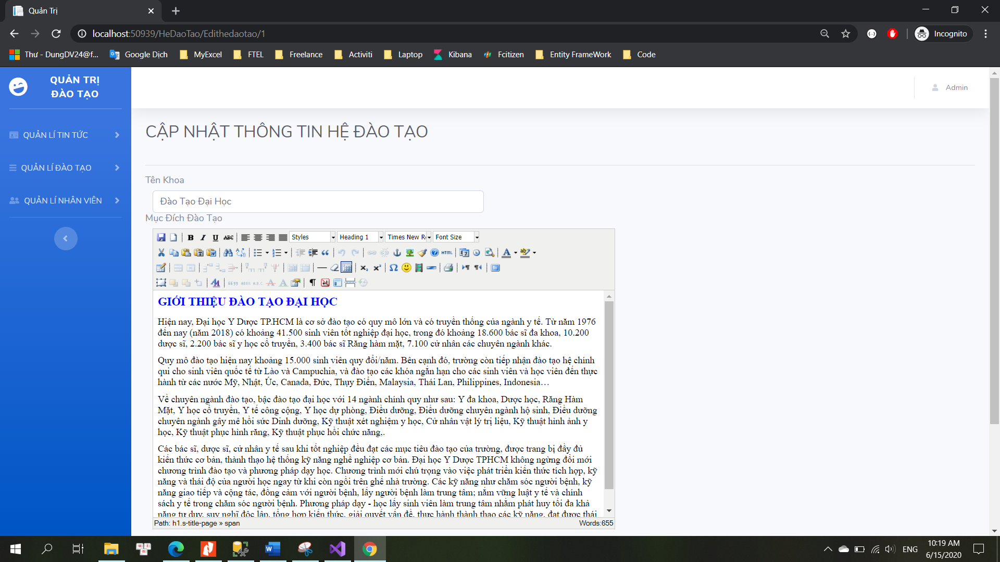 Quản Trị
localhost:50939/HeDaoTao/Edithedaotao/1
Incognito
Thư - DungDV24@f...
Google Dịch
MyExcel
FTEL
Freelance
Activiti
Laptop
Kibana
Fcitizen
Entity FrameWork
Code
QUẢN TRỊ
ĐÀO TẠO
Admin
QUẢN LÍ TIN TỨC
QUẢN LÍ ĐÀO TẠO
QUẢN LÍ NHÂN VIÊN
CẬP NHẬT THÔNG TIN HỆ ĐÀO TẠO
Tên Khoa
Đào Tạo Đại Học
Mục Đích Đào Tạo
B I U ABC Styles Heading 1 Times New R Font Size
HTML
GIỚI THIỆU ĐÀO TẠO ĐẠI HỌC
Hiện nay, Đại học Y Dược TP.HCM là cơ sở đào tạo có quy mô lớn và có truyền thống của ngành y tế. Từ năm 1976
đến nay (năm 2018) có khoảng 41.500 sinh viên tốt nghiệp đại học, trong đó khoảng 18.600 bác sĩ đa khoa, 10.200
dược sĩ, 2.200 bác sĩ y học cổ truyền, 3.400 bác sĩ Răng hàm mặt, 7.100 cử nhân các chuyên ngành khác.
Quy mô đào tạo hiện nay khoảng 15.000 sinh viên quy đổi/năm. Bên cạnh đó, trường còn tiếp nhận đào tạo hệ chính
qui cho sinh viên quốc tế từ Lào và Campuchia, và đào tạo các khóa ngắn hạn cho các sinh viên và học viên đến thực
hành từ các nước Mỹ, Nhật, Úc, Canada, Đức, Thụy Điển, Malaysia, Thái Lan, Philippines, Indonesia…
Về chuyên ngành đào tạo, bậc đào tạo đại học với 14 ngành chính quy như sau: Y đa khoa, Dược học, Răng Hàm
Mặt, Y học cổ truyền, Y tế công cộng, Y học dự phòng, Điều dưỡng, Điều dưỡng chuyên ngành hộ sinh, Điều dưỡng
chuyên ngành gây mê hồi sức Dinh dưỡng, Kỹ thuật xét nghiệm y học, Cử nhân vật lý trị liệu, Kỹ thuật hình ảnh y
học, Kỹ thuật phục hình răng, Kỹ thuật phục hồi chức năng,.
Các bác sĩ, dược sĩ, cử nhân y tế sau khi tốt nghiệp đều đạt các mục tiêu đào tạo của trường, được trang bị đầy đủ
kiến thức cơ bản, thành thạo hệ thống kỹ năng nghề nghiệp cơ bản. Đại học Y Dược TPHCM không ngừng đổi mới
chương trình đào tạo và phương pháp dạy học. Chương trình mới chú trọng vào việc phát triển kiến thức tích hợp, kỹ
năng và thái độ của người học ngay từ khi còn ngồi trên ghế nhà trường. Các kỹ năng như chăm sóc người bệnh, kỹ
năng giao tiếp và cộng tác, đồng cảm với người bệnh, lấy người bệnh làm trung tâm; nắm vững luật y tế và chính
sách y tế trong chăm sóc người bệnh. Phương pháp dạy - học lấy sinh viên làm trung tâm nhằm phát huy tối đa khả
năng tư duy, suy nghĩ độc lập, tổng hợp kiến thức, giải quyết vấn đề, thực hành thành thạo các kỹ năng, đạt được thái
Path: h1.s-title-page » span
Words:655
ENG
10:19 AM
6/15/2020